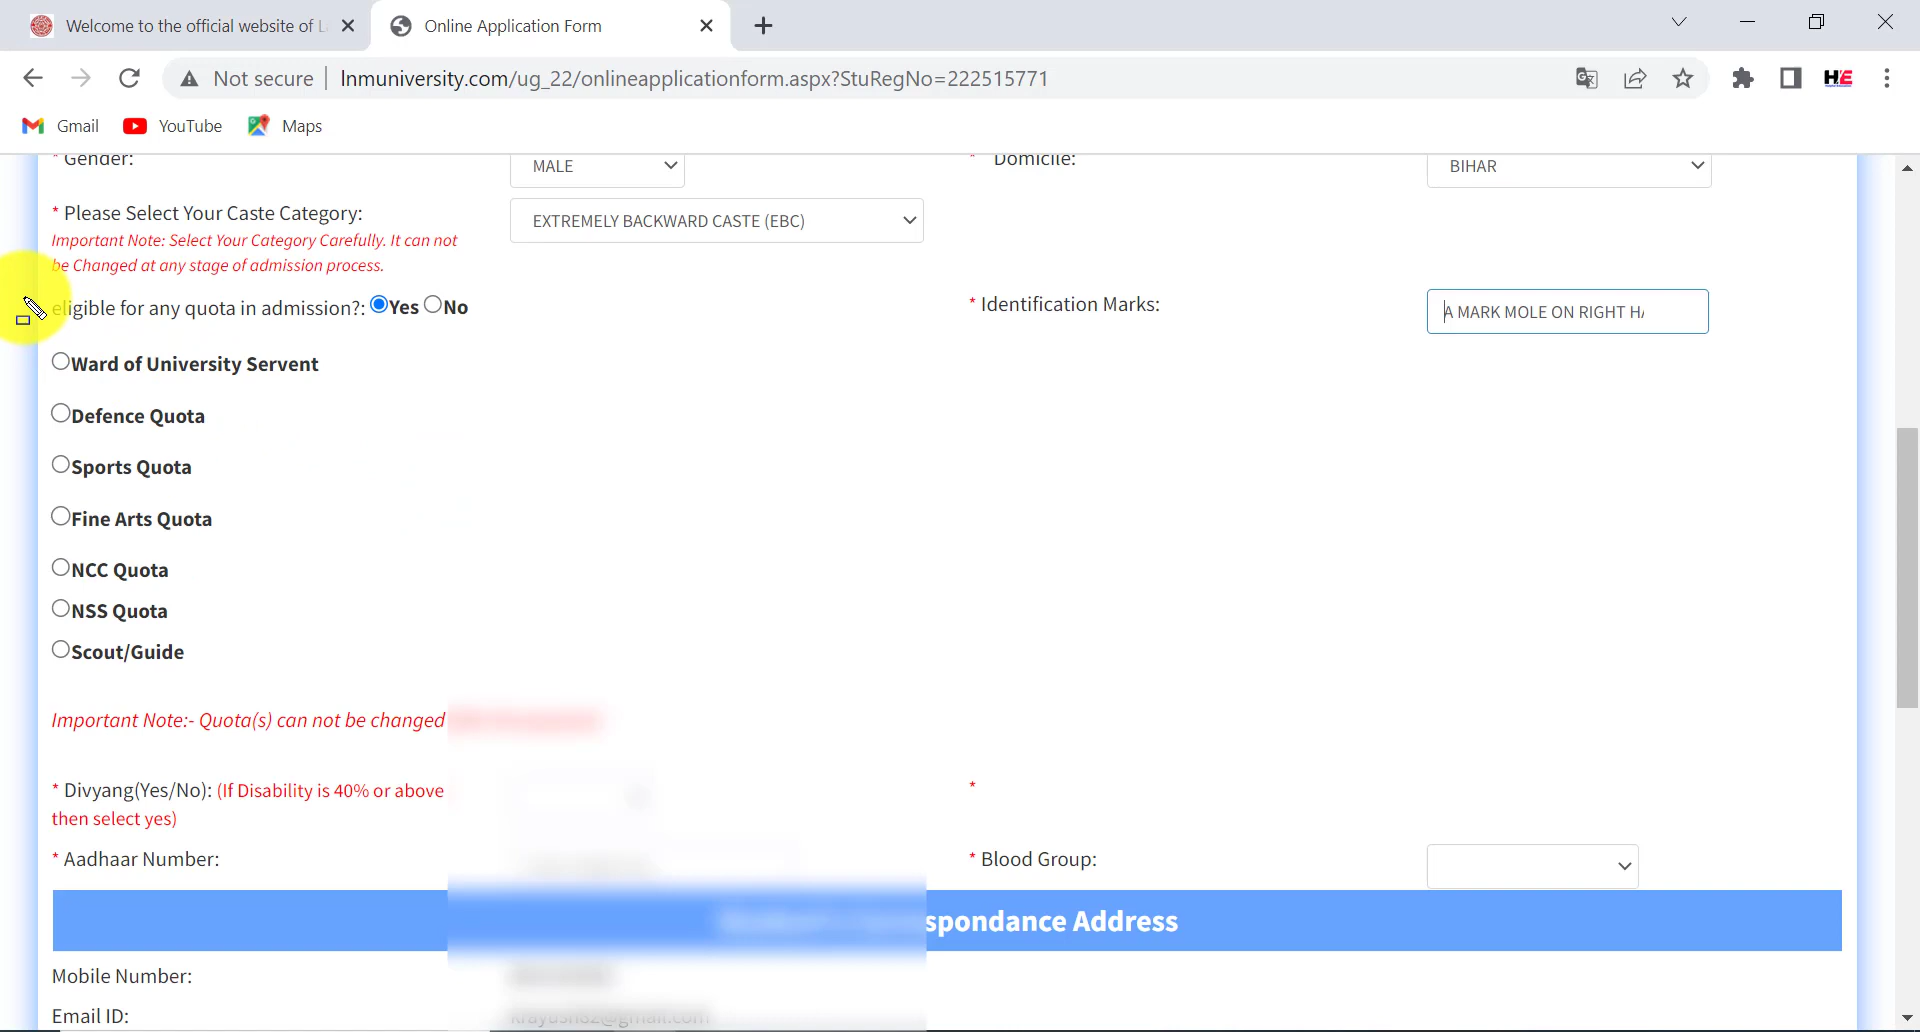 Welcome to the official website of L
Online Application Form
Not secure
lnmuniversity.com/ug_22/onlineapplicationform.aspx?StuRegNo=222515771
HE
Gmail
YouTube
Maps
* Gender:
MALE
* Domicile:
BIHAR
* Please Select Your Caste Category:
EXTREMELY BACKWARD CASTE (EBC)
Important Note: Select Your Category Carefully. It can not
be Changed at any stage of admission process.
eligible for any quota in admission?: Yes No
* Identification Marks:
A MARK MOLE ON RIGHT HA
Ward of University Servent
Defence Quota
Sports Quota
Fine Arts Quota
NCC Quota
NSS Quota
Scout/Guide
Important Note:- Quota(s) can not be changed
* Divyang(Yes/No): (If Disability is 40% or above
then select yes)
*
* Aadhaar Number:
* Blood Group:
spondance Address
Mobile Number:
Email ID: